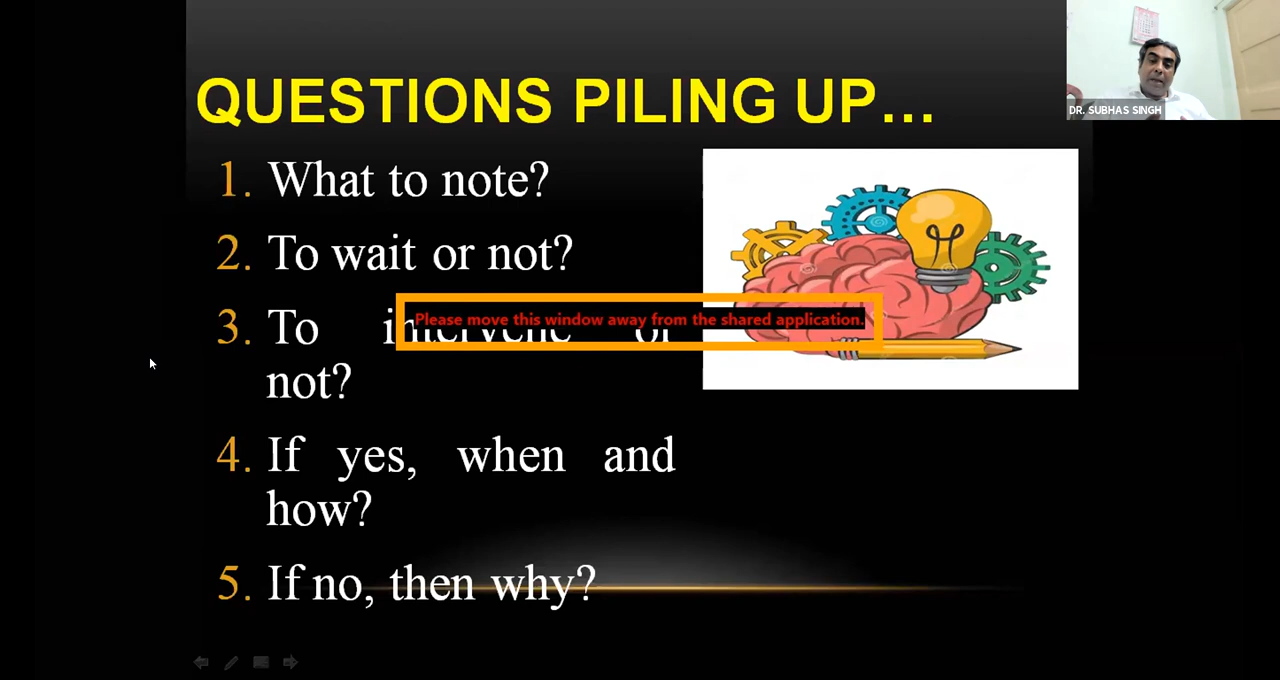 QUESTIONS PILING UP...
DR. SUBHAS SINGH
1. What to note?
2. To wait or not?
3. To intervene or
not?
Please move this window away from the shared application.
4. If yes, when and
how?
5. If no, then why?